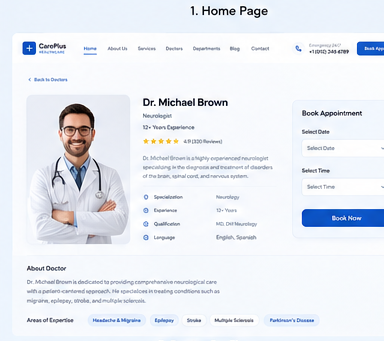 1. Home Page
CarePlus
HEALTHCARE
Home
About Us
Services
Doctors
Departments
Blog
Contact
Emergency 24/7
+1 (012) 345 6789
Book App
Back to Doctors
Dr. Michael Brown
Neurologist
12+ Years Experience
4.9 (320 Reviews)
Dr. Michael Brown is a highly experienced neurologist
specializing in the diagnosis and treatment of disorders
of the brain, spinal cord, and nervous system.
Specialization Neurology
Experience 12+ Years
Qualification MD, DM Neurology
Language English, Spanish
Book Appointment
Select Date
Select Date
Select Time
Select Time
Book Now
About Doctor
Dr. Michael Brown is dedicated to providing comprehensive neurological care
with a patient-centered approach. He specializes in treating conditions such as
migraine, epilepsy, stroke, and multiple sclerosis.
Areas of Expertise
Headache & Migraine
Epilepsy
Stroke
Multiple Sclerosis
Parkinson's Disease